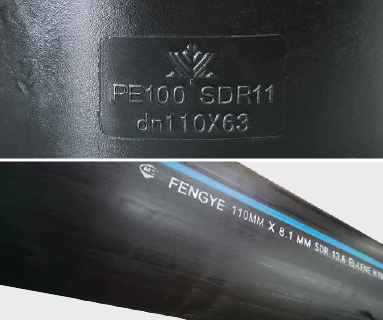 PE100 SDR11
dn110X63
FENGYE 110MM X 8.1 MM SDR 13.6